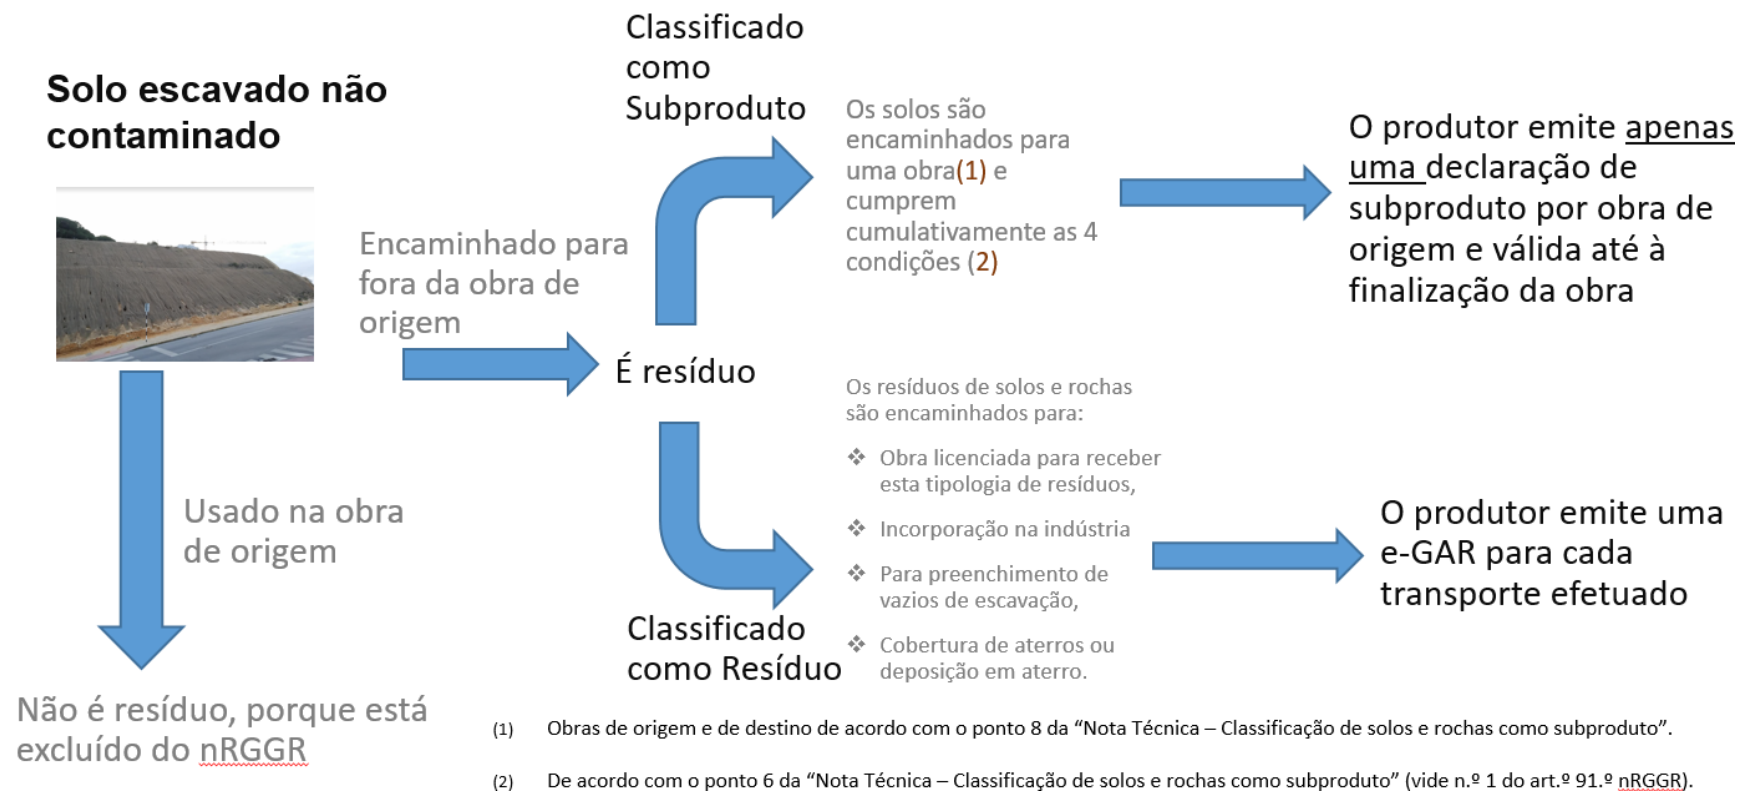 Solo escavado não
contaminado
Encaminhado para
fora da obra de
origem
Usado na obra
de origem
Não é resíduo, porque está
excluído do nRGGR
É resíduo
Classificado
como
Subproduto
Os solos são
encaminhados para
uma obra(1) e
cumprem
cumulativamente as 4
condições (2)
O produtor emite apenas
uma declaração de
subproduto por obra de
origem e válida até à
finalização da obra
Classificado
como Resíduo
Os resíduos de solos e rochas
são encaminhados para:
❖ Obra licenciada para receber
esta tipologia de resíduos,
❖ Incorporação na indústria
❖ Para preenchimento de
vazios de escavação,
❖ Cobertura de aterros ou
deposição em aterro.
O produtor emite uma
e-GAR para cada
transporte efetuado
(1) Obras de origem e de destino de acordo com o ponto 8 da “Nota Técnica – Classificação de solos e rochas como subproduto”.
(2) De acordo com o ponto 6 da “Nota Técnica – Classificação de solos e rochas como subproduto” (vide n.º 1 do art.º 91.º nRGGR).